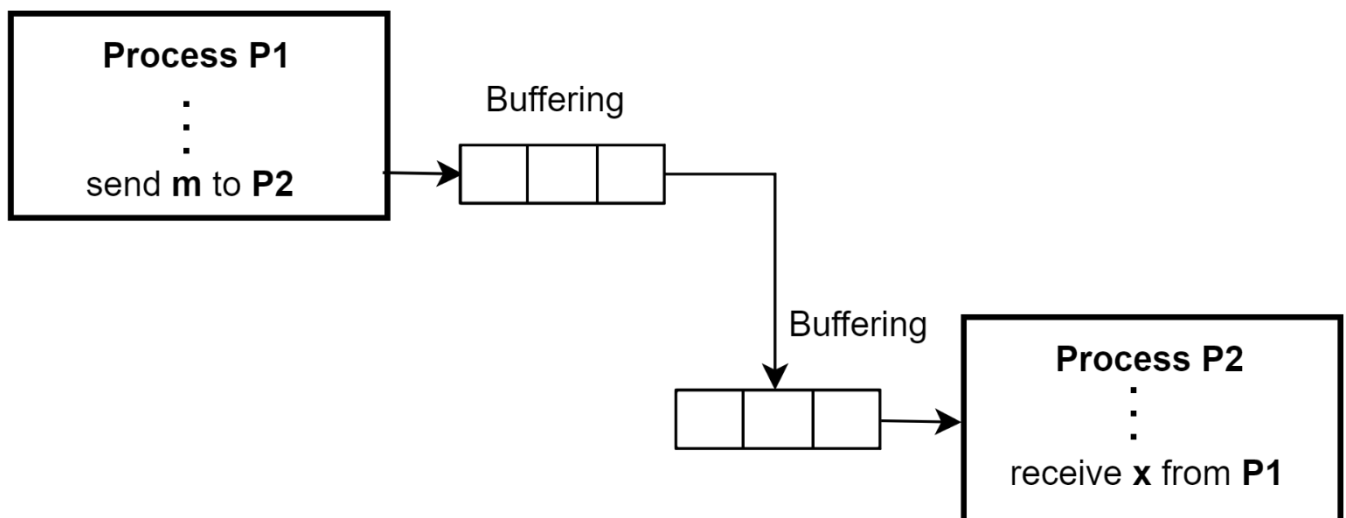 Process P1
send m to P2
Buffering
Buffering
Process P2
receive x from P1